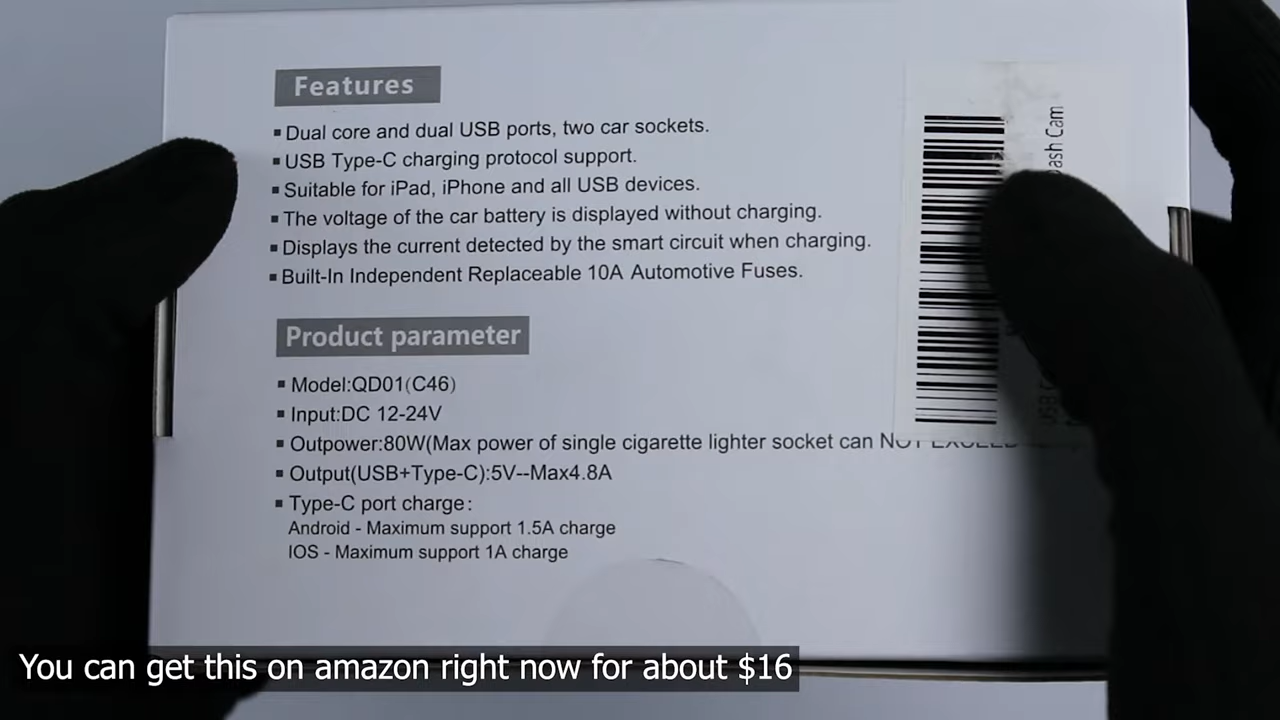 Features
▪ Dual core and dual USB ports, two car sockets.
▪ USB Type-C charging protocol support.
▪ Suitable for iPad, iPhone and all USB devices.
▪ The voltage of the car battery is displayed without charging.
▪ Displays the current detected by the smart circuit when charging.
▪ Built-In Independent Replaceable 10A Automotive Fuses.
Product parameter
▪ Model:QD01(C46)
▪ Input:DC 12-24V
▪ Outpower:80W(Max power of single cigarette lighter socket can NOT EXCEED
▪ Output(USB+Type-C):5V--Max4.8A
▪ Type-C port charge:
Android - Maximum support 1.5A charge
IOS - Maximum support 1A charge
Cam
USB
You can get this on amazon right now for about $16